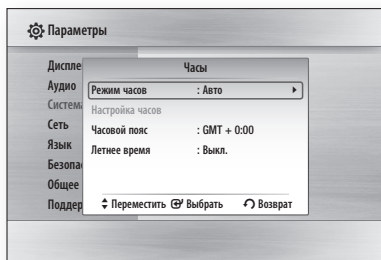 Параметры
Диспле
Часы
Аудио
Режим часов : Авто
Систем
Настройка часов
Сеть
Часовой пояс : GMT + 0:00
Язык
Летнее время : Выкл.
Безопа
Общее
Поддер
Переместить Выбрать Возврат